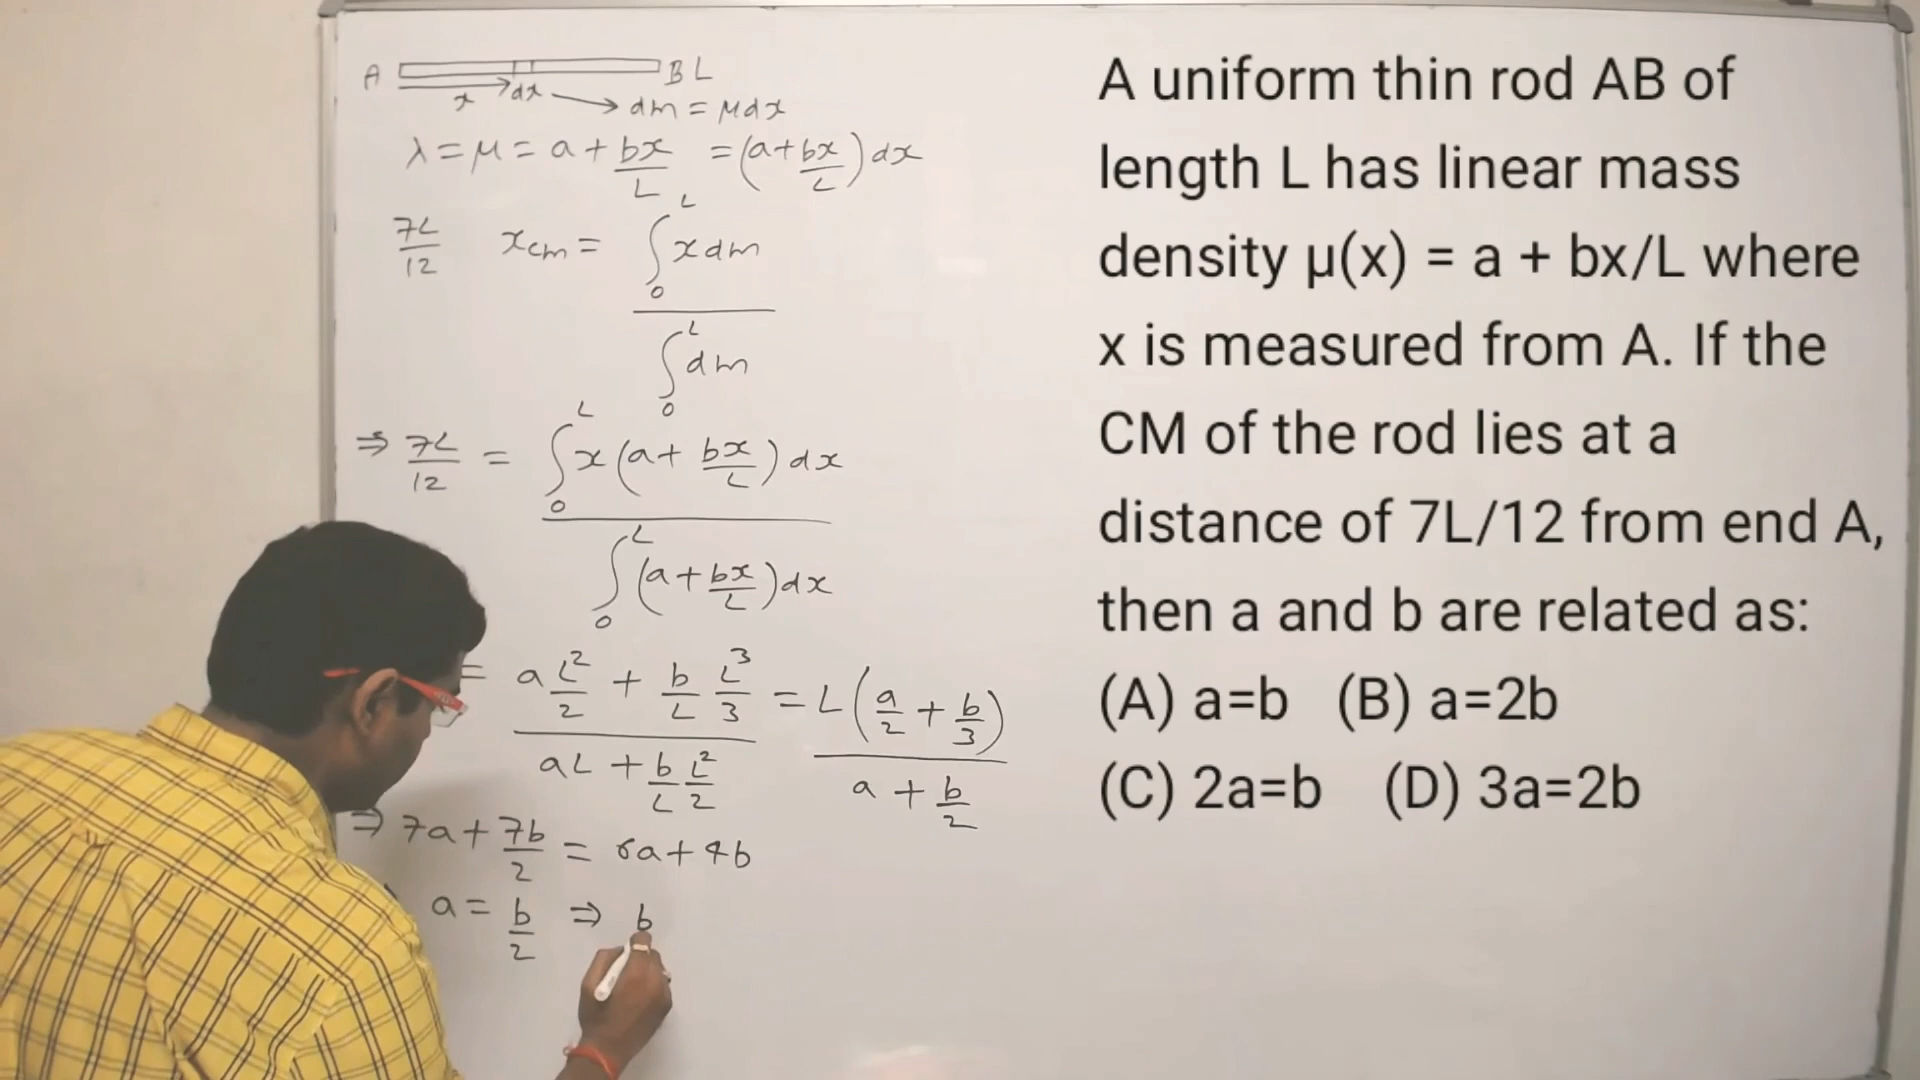 A B L
x dx → dm = μdx
λ = μ = a + bx/L = (a + bx/L) dx
7L/12 xcm = ∫₀ᴸ x dm / ∫₀ᴸ dm
⇒ 7L/12 = ∫₀ᴸ x (a + bx/L) dx / ∫₀ᴸ (a + bx/L) dx
= (a L²/2 + b/L L³/3) / (aL + b/L L²/2) = L (a/2 + b/3) / (a + b/2)
⇒ 7a + 7b/2 = 6a + 4b
a = b/2 ⇒ b
A uniform thin rod AB of
length L has linear mass
density μ(x) = a + bx/L where
x is measured from A. If the
CM of the rod lies at a
distance of 7L/12 from end A,
then a and b are related as:
(A) a=b (B) a=2b
(C) 2a=b (D) 3a=2b